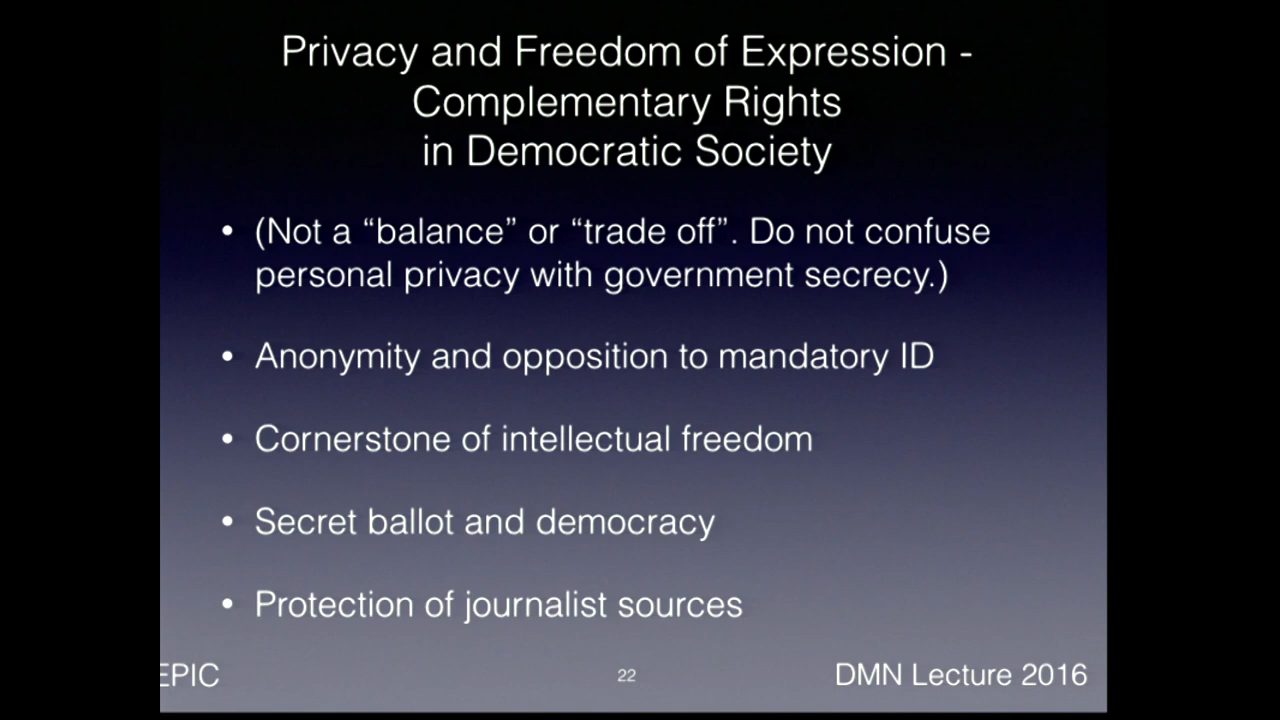 Privacy and Freedom of Expression -
Complementary Rights
in Democratic Society
• (Not a “balance” or “trade off”. Do not confuse
personal privacy with government secrecy.)
• Anonymity and opposition to mandatory ID
• Cornerstone of intellectual freedom
• Secret ballot and democracy
• Protection of journalist sources
EPIC
22
DMN Lecture 2016